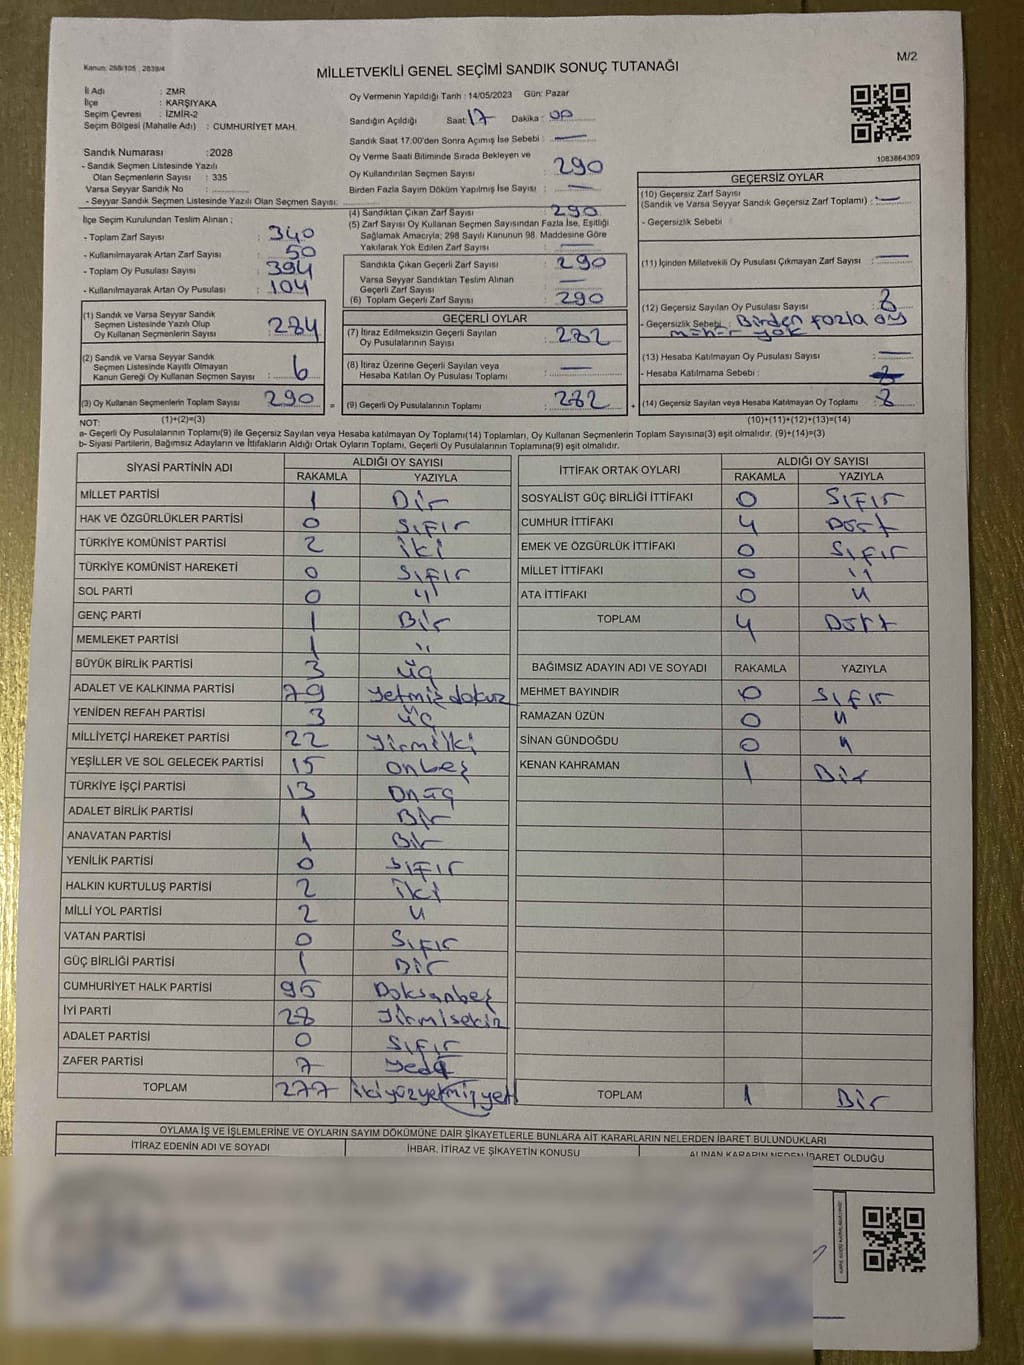 Kanun: 298/105 , 2839/4
M/2
MİLLETVEKİLİ GENEL SEÇİMİ SANDIK SONUÇ TUTANAĞI
İl Adı : ZMR
İlçe : KARŞIYAKA
Seçim Çevresi : İZMİR-2
Seçim Bölgesi (Mahalle Adı) : CUMHURİYET MAH.
Sandık Numarası : 2028
- Sandık Seçmen Listesinde Yazılı
Olan Seçmenlerin Sayısı : 335
Varsa Seyyar Sandık No :
- Seyyar Sandık Seçmen Listesinde Yazılı Olan Seçmen Sayısı:
Oy Vermenin Yapıldığı Tarih : 14/05/2023 Gün: Pazar
Sandığın Açıldığı Saat: 17 Dakika : 00
Sandık Saat 17:00'den Sonra Açımış İse Sebebi : —
Oy Verme Saati Bitiminde Sırada Bekleyen ve
Oy Kullandırılan Seçmen Sayısı : 290
Birden Fazla Sayım Döküm Yapılmış İse Sayısı : —
1083864309
İlçe Seçim Kurulundan Teslim Alınan ;
- Toplam Zarf Sayısı : 340
- Kullanılmayarak Artan Zarf Sayısı : 50
- Toplam Oy Pusulası Sayısı : 394
- Kullanılmayarak Artan Oy Pusulası : 104
(1) Sandık ve Varsa Seyyar Sandık
Seçmen Listesinde Yazılı Olup
Oy Kullanan Seçmenlerin Sayısı : 284
(2) Sandık ve Varsa Seyyar Sandık
Seçmen Listesinde Kayıtlı Olmayan
Kanun Gereği Oy Kullanan Seçmen Sayısı : 6
(3) Oy Kullanan Seçmenlerin Toplam Sayısı : 290
(4) Sandıktan Çıkan Zarf Sayısı : 290
(5) Zarf Sayısı Oy Kullanan Seçmen Sayısından Fazla İse, Eşitliği
Sağlamak Amacıyla; 298 Sayılı Kanunun 98. Maddesine Göre
Yakılarak Yok Edilen Zarf Sayısı : —
Sandıkta Çıkan Geçerli Zarf Sayısı : 290
Varsa Seyyar Sandıktan Teslim Alınan
Geçerli Zarf Sayısı : —
(6) Toplam Geçerli Zarf Sayısı : 290
GEÇERLİ OYLAR
(7) İtiraz Edilmeksizin Geçerli Sayılan
Oy Pusulalarının Sayısı : 282
(8) İtiraz Üzerine Geçerli Sayılan veya
Hesaba Katılan Oy Pusulası Toplamı : —
= (9) Geçerli Oy Pusulalarının Toplamı : 282
GEÇERSİZ OYLAR
(10) Geçersiz Zarf Sayısı
(Sandık ve Varsa Seyyar Sandık Geçersiz Zarf Toplamı) : —
- Geçersizlik Sebebi :
(11) İçinden Milletvekili Oy Pusulası Çıkmayan Zarf Sayısı : —
(12) Geçersiz Sayılan Oy Pusulası Sayısı : 8
- Geçersizlik Sebebi : Birden fazla oy
mühür yok
(13) Hesaba Katılmayan Oy Pusulası Sayısı : —
- Hesaba Katılmama Sebebi :
+ (14) Geçersiz Sayılan veya Hesaba Katılmayan Oy Toplamı : 8
NOT: (1)+(2)=(3) (10)+(11)+(12)+(13)=(14)
a- Geçerli Oy Pusulaları Toplamı(9) ile Geçersiz Sayılan veya Hesaba katılmayan Oy Toplamı(14) Toplamları, Oy Kullanan Seçmenlerin Toplam Sayısına(3) eşit olmalıdır. (9)+(14)=(3)
b- Siyasi Partilerin, Bağımsız Adayların ve İttifakların Aldığı Ortak Oyların Toplamı, Geçerli Oy Pusulalarının Toplamına(9) eşit olmalıdır.
SİYASİ PARTİNİN ADI ALDIĞI OY SAYISI
RAKAMLA YAZIYLA
MİLLET PARTİSİ 1 Bir
HAK VE ÖZGÜRLÜKLER PARTİSİ 0 Sıfır
TÜRKİYE KOMÜNİST PARTİSİ 2 iki
TÜRKİYE KOMÜNİST HAREKETİ 0 Sıfır
SOL PARTİ 0 "
GENÇ PARTİ 1 Bir
MEMLEKET PARTİSİ 1 "
BÜYÜK BİRLİK PARTİSİ 3 üç
ADALET VE KALKINMA PARTİSİ 79 yetmiş dokuz
YENİDEN REFAH PARTİSİ 3 üç
MİLLİYETÇİ HAREKET PARTİSİ 22 Yirmiiki
YEŞİLLER VE SOL GELECEK PARTİSİ 15 onbeş
TÜRKİYE İŞÇİ PARTİSİ 13 Onüç
ADALET BİRLİK PARTİSİ 1 Bir
ANAVATAN PARTİSİ 1 Bir
YENİLİK PARTİSİ 0 Sıfır
HALKIN KURTULUŞ PARTİSİ 2 iki
MİLLİ YOL PARTİSİ 2 "
VATAN PARTİSİ 0 Sıfır
GÜÇ BİRLİĞİ PARTİSİ 1 Bir
CUMHURİYET HALK PARTİSİ 95 Doksanbeş
İYİ PARTİ 28 Yirmisekiz
ADALET PARTİSİ 0 Sıfır
ZAFER PARTİSİ 7 Yedi
TOPLAM 277 ikiyüzyetmişyedi
İTTİFAK ORTAK OYLARI ALDIĞI OY SAYISI
RAKAMLA YAZIYLA
SOSYALİST GÜÇ BİRLİĞİ İTTİFAKI 0 Sıfır
CUMHUR İTTİFAKI 4 Dört
EMEK VE ÖZGÜRLÜK İTTİFAKI 0 Sıfır
MİLLET İTTİFAKI 0 "
ATA İTTİFAKI 0 "
TOPLAM 4 Dört
BAĞIMSIZ ADAYIN ADI VE SOYADI RAKAMLA YAZIYLA
MEHMET BAYINDIR 0 Sıfır
RAMAZAN ÜZÜN 0 "
SİNAN GÜNDOĞDU 0 "
KENAN KAHRAMAN 1 Bir
TOPLAM 1 Bir
OYLAMA İŞ VE İŞLEMLERİNE VE OYLARIN SAYIM DÖKÜMÜNE DAİR ŞİKAYETLERLE BUNLARA AİT KARARLARIN NELERDEN İBARET BULUNDUKLARI
İTİRAZ EDENİN ADI VE SOYADI İHBAR, İTİRAZ VE ŞİKAYETİN KONUSU ALINAN KARARIN NEDEN İBARET OLDUĞU